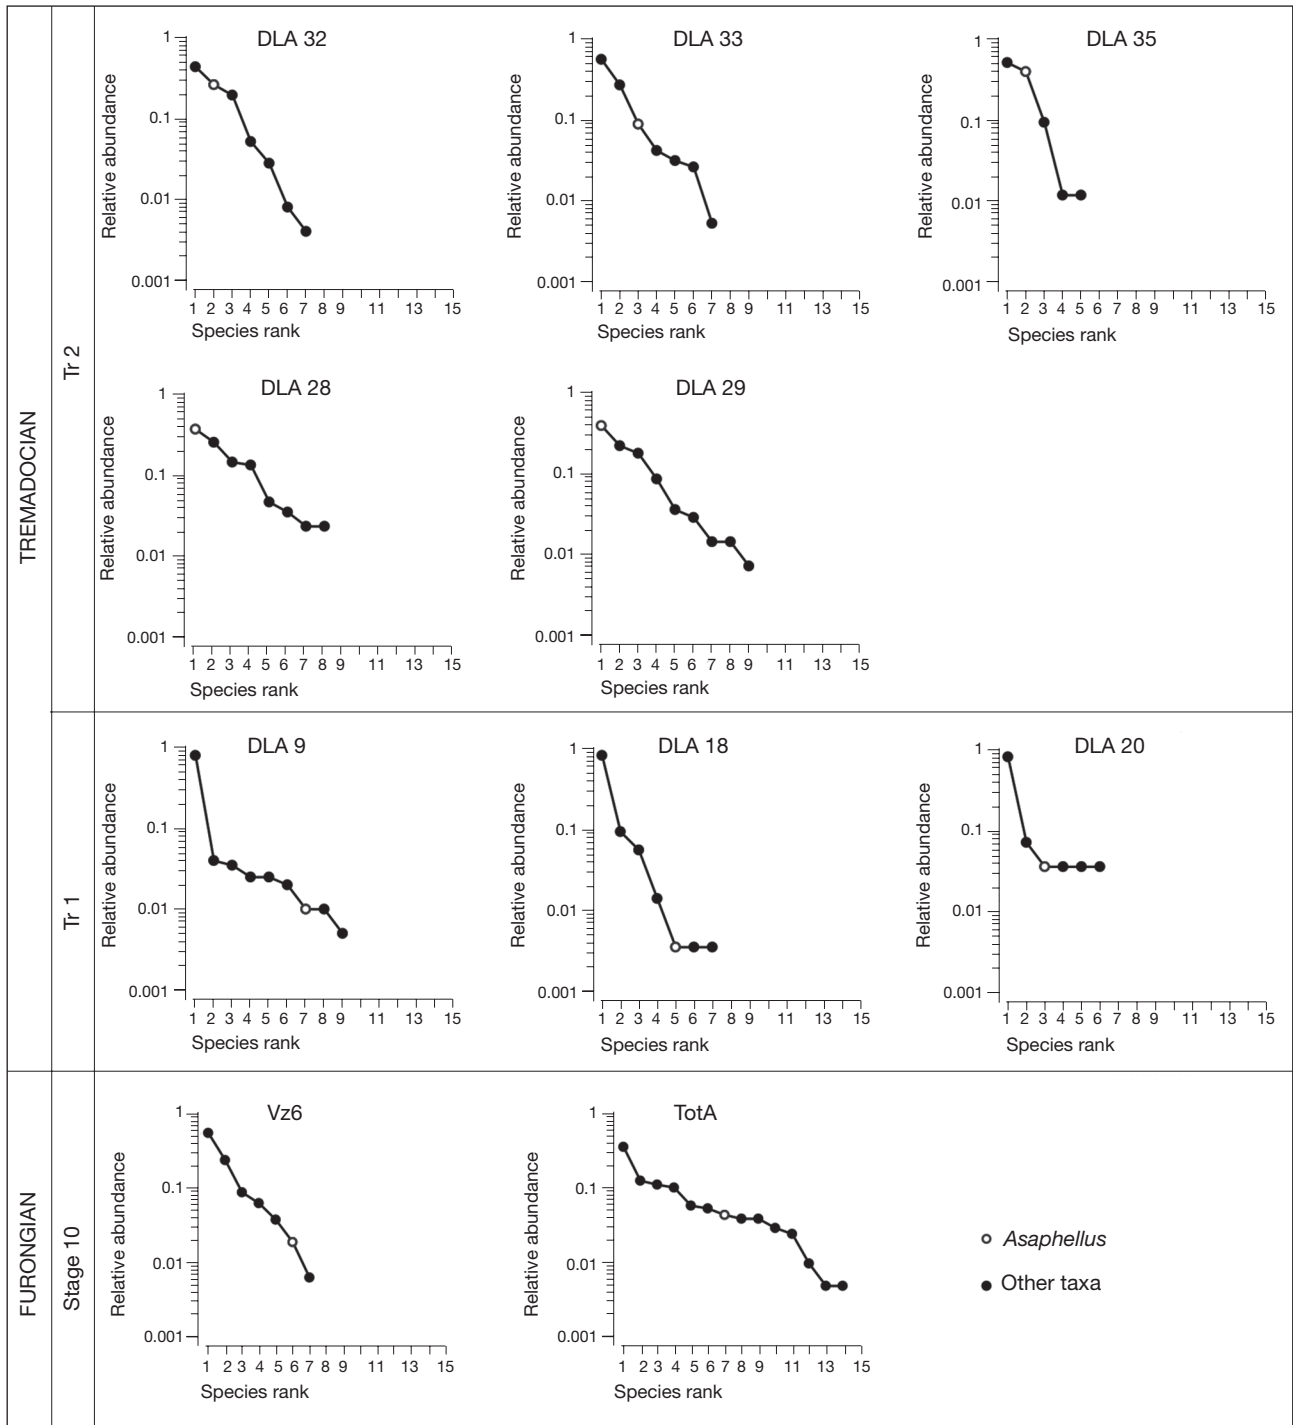 TREMADOCIAN
Tr 2
DLA 32
1
0.1
0.01
0.001
Relative abundance
1 2 3 4 5 6 7 8 9 11 13 15
Species rank
DLA 33
1
0.1
0.01
0.001
Relative abundance
1 2 3 4 5 6 7 8 9 11 13 15
Species rank
DLA 35
1
0.1
0.01
0.001
Relative abundance
1 2 3 4 5 6 7 8 9 11 13 15
Species rank
DLA 28
1
0.1
0.01
0.001
Relative abundance
1 2 3 4 5 6 7 8 9 11 13 15
Species rank
DLA 29
1
0.1
0.01
0.001
Relative abundance
1 2 3 4 5 6 7 8 9 11 13 15
Species rank
Tr 1
DLA 9
1
0.1
0.01
0.001
Relative abundance
1 2 3 4 5 6 7 8 9 11 13 15
Species rank
DLA 18
1
0.1
0.01
0.001
Relative abundance
1 2 3 4 5 6 7 8 9 11 13 15
Species rank
DLA 20
1
0.1
0.01
0.001
Relative abundance
1 2 3 4 5 6 7 8 9 11 13 15
Species rank
FURONGIAN
Stage 10
Vz6
1
0.1
0.01
0.001
Relative abundance
1 2 3 4 5 6 7 8 9 11 13 15
Species rank
TotA
1
0.1
0.01
0.001
Relative abundance
1 2 3 4 5 6 7 8 9 11 13 15
Species rank
Asaphellus
Other taxa